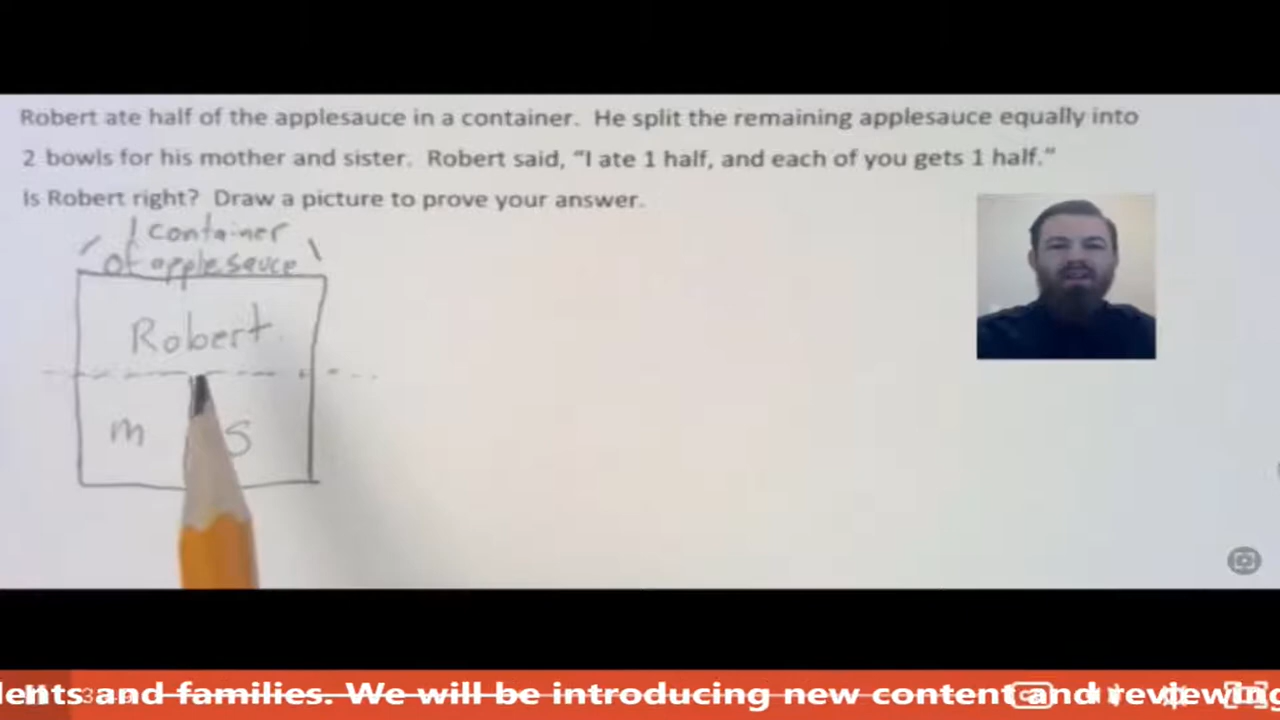 Robert ate half of the applesauce in a container. He split the remaining applesauce equally into
2 bowls for his mother and sister. Robert said, “I ate 1 half, and each of you gets 1 half.”
Is Robert right? Draw a picture to prove your answer.
1 container
of applesauce
Robert
m s
and families. We will be introducing new content and